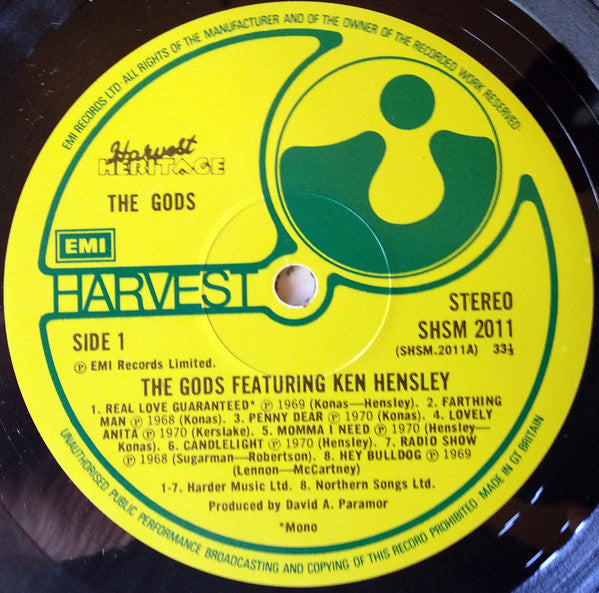 EMI RECORDS LTD·ALL RIGHTS OF THE MANUFACTURER AND OF THE OWNER OF THE RECORDED WORK RESERVED·
Harvest
HERITAGE
THE GODS
EMI
HARVEST
STEREO
SHSM 2011
(SHSM.2011A) 33⅓
SIDE 1
℗ EMI Records Limited.
THE GODS FEATURING KEN HENSLEY
1. REAL LOVE GUARANTEED* ℗ 1969 (Konas—Hensley). 2. FARTHING
MAN ℗ 1968 (Konas). 3. PENNY DEAR ℗ 1970 (Konas). 4. LOVELY
ANITA ℗ 1970 (Kerslake). 5. MOMMA I NEED ℗ 1970 (Hensley—
Konas). 6. CANDLELIGHT ℗ 1970 (Hensley). 7. RADIO SHOW
℗ 1968 (Sugarman—Robertson). 8. HEY BULLDOG ℗ 1969
(Lennon—McCartney)
1-7. Harder Music Ltd. 8. Northern Songs Ltd.
Produced by David A. Paramor
*Mono
UNAUTHORISED PUBLIC PERFORMANCE BROADCASTING AND COPYING OF THIS RECORD PROHIBITED·MADE IN GT BRITAIN